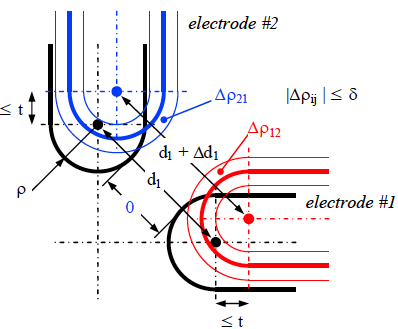 electrode #2
≤ t
Δρ21
|Δρij | ≤ δ
Δρ12
d1 + Δd1
ρ
d1
0
electrode #1
≤ t